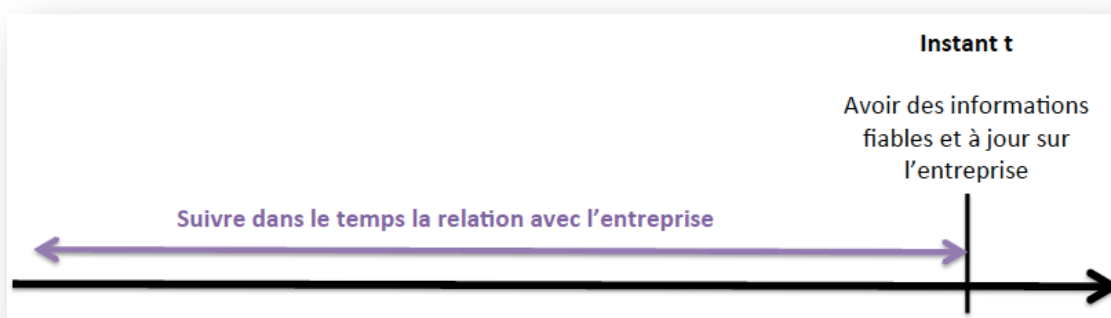 Instant t
Avoir des informations
fiables et à jour sur
l’entreprise
Suivre dans le temps la relation avec l’entreprise